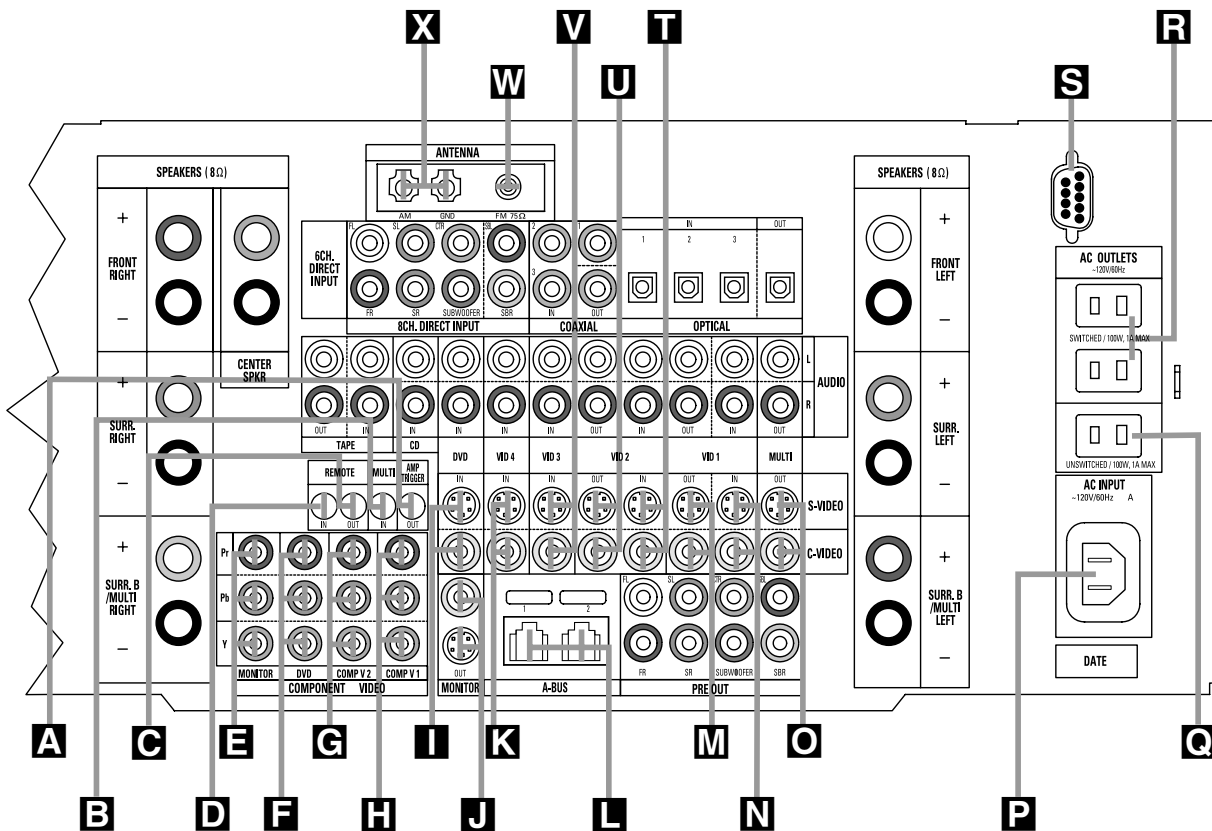 X V T R
W U S
ANTENNA
SPEAKERS ( 8Ω )
SPEAKERS ( 8Ω )
AM GND FM 75Ω
+
FRONT
RIGHT
–
6CH.
DIRECT
INPUT
FL SL CTR SBL 2 1
IN OUT
1 2 3
3
FR SR SUBWOOFER SBR IN OUT
8CH. DIRECT INPUT COAXIAL OPTICAL
+
FRONT
LEFT
–
AC OUTLETS
~120V/60Hz
SWITCHED / 100W, 1A MAX
UNSWITCHED / 100W, 1A MAX
CENTER
SPKR
+
SURR.
RIGHT
–
L
AUDIO
R
OUT IN IN IN IN IN OUT IN OUT IN OUT
TAPE CD DVD VID 4 VID 3 VID 2 VID 1 MULTI
+
SURR.
LEFT
–
REMOTE MULTI AMP
TRIGGER
IN OUT IN OUT
IN IN IN OUT IN OUT IN OUT
S-VIDEO
C-VIDEO
AC INPUT
~120V/60Hz A
+
SURR. B
/MULTI
RIGHT
–
Pr
Pb
Y
MONITOR DVD COMP V 2 COMP V 1
COMPONENT VIDEO
OUT
MONITOR
1 2
A-BUS
FL SL CTR SBL
FR SR SUBWOOFER SBR
PRE OUT
+
SURR. B
/MULTI
LEFT
–
DATE
A C E G I K M O Q
B D F H J L N P